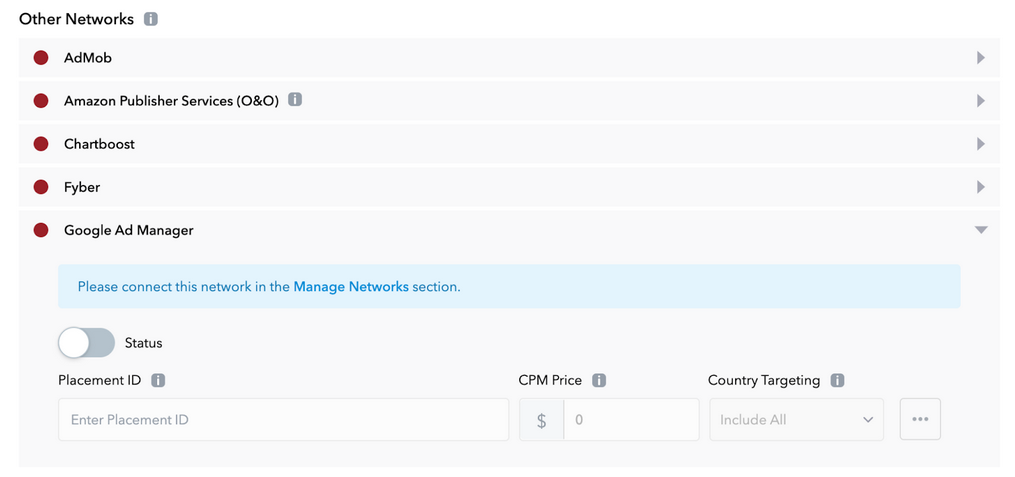 Other Networks
AdMob
Amazon Publisher Services (O&O)
Chartboost
Fyber
Google Ad Manager
Please connect this network in the Manage Networks section.
Status
Placement ID CPM Price Country Targeting
Enter Placement ID $ 0 Include All